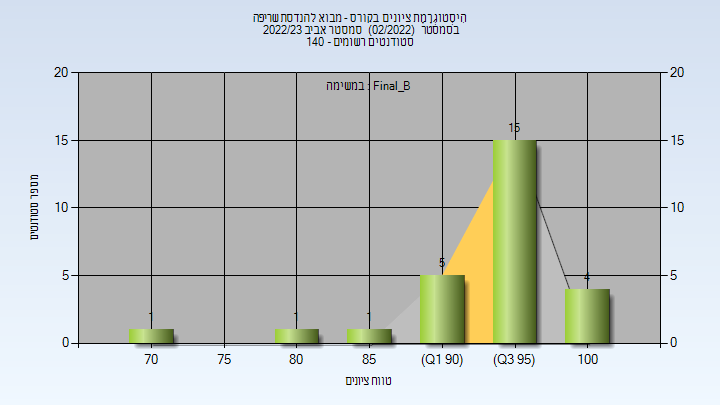 היסטוגרמת ציונים בקורס - מבוא להנדסת שריפה
בסמסטר (02/2022) סמסטר אביב 2022/23
סטודנטים רשומים - 140
במשימה : Final_B
מספר סטודנטים
20 20
15 15
10 10
5 5
0 0
1 1 1 5 15 4
70 75 80 85 (Q1 90) (Q3 95) 100
טווח ציונים